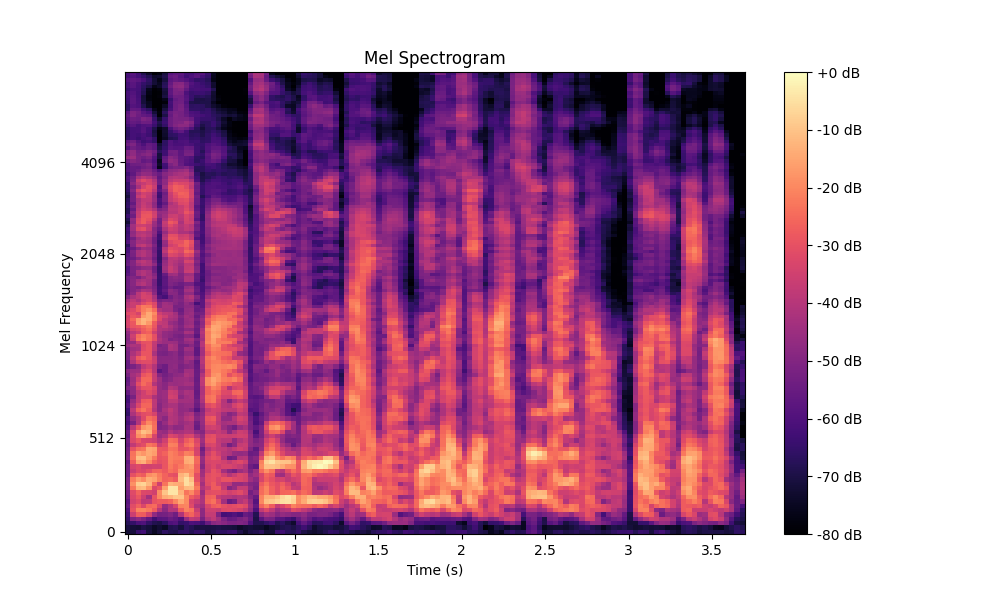 Mel Spectrogram
Mel Frequency
4096
2048
1024
512
0
0
0.5
1
1.5
2
2.5
3
3.5
Time (s)
+0 dB
-10 dB
-20 dB
-30 dB
-40 dB
-50 dB
-60 dB
-70 dB
-80 dB